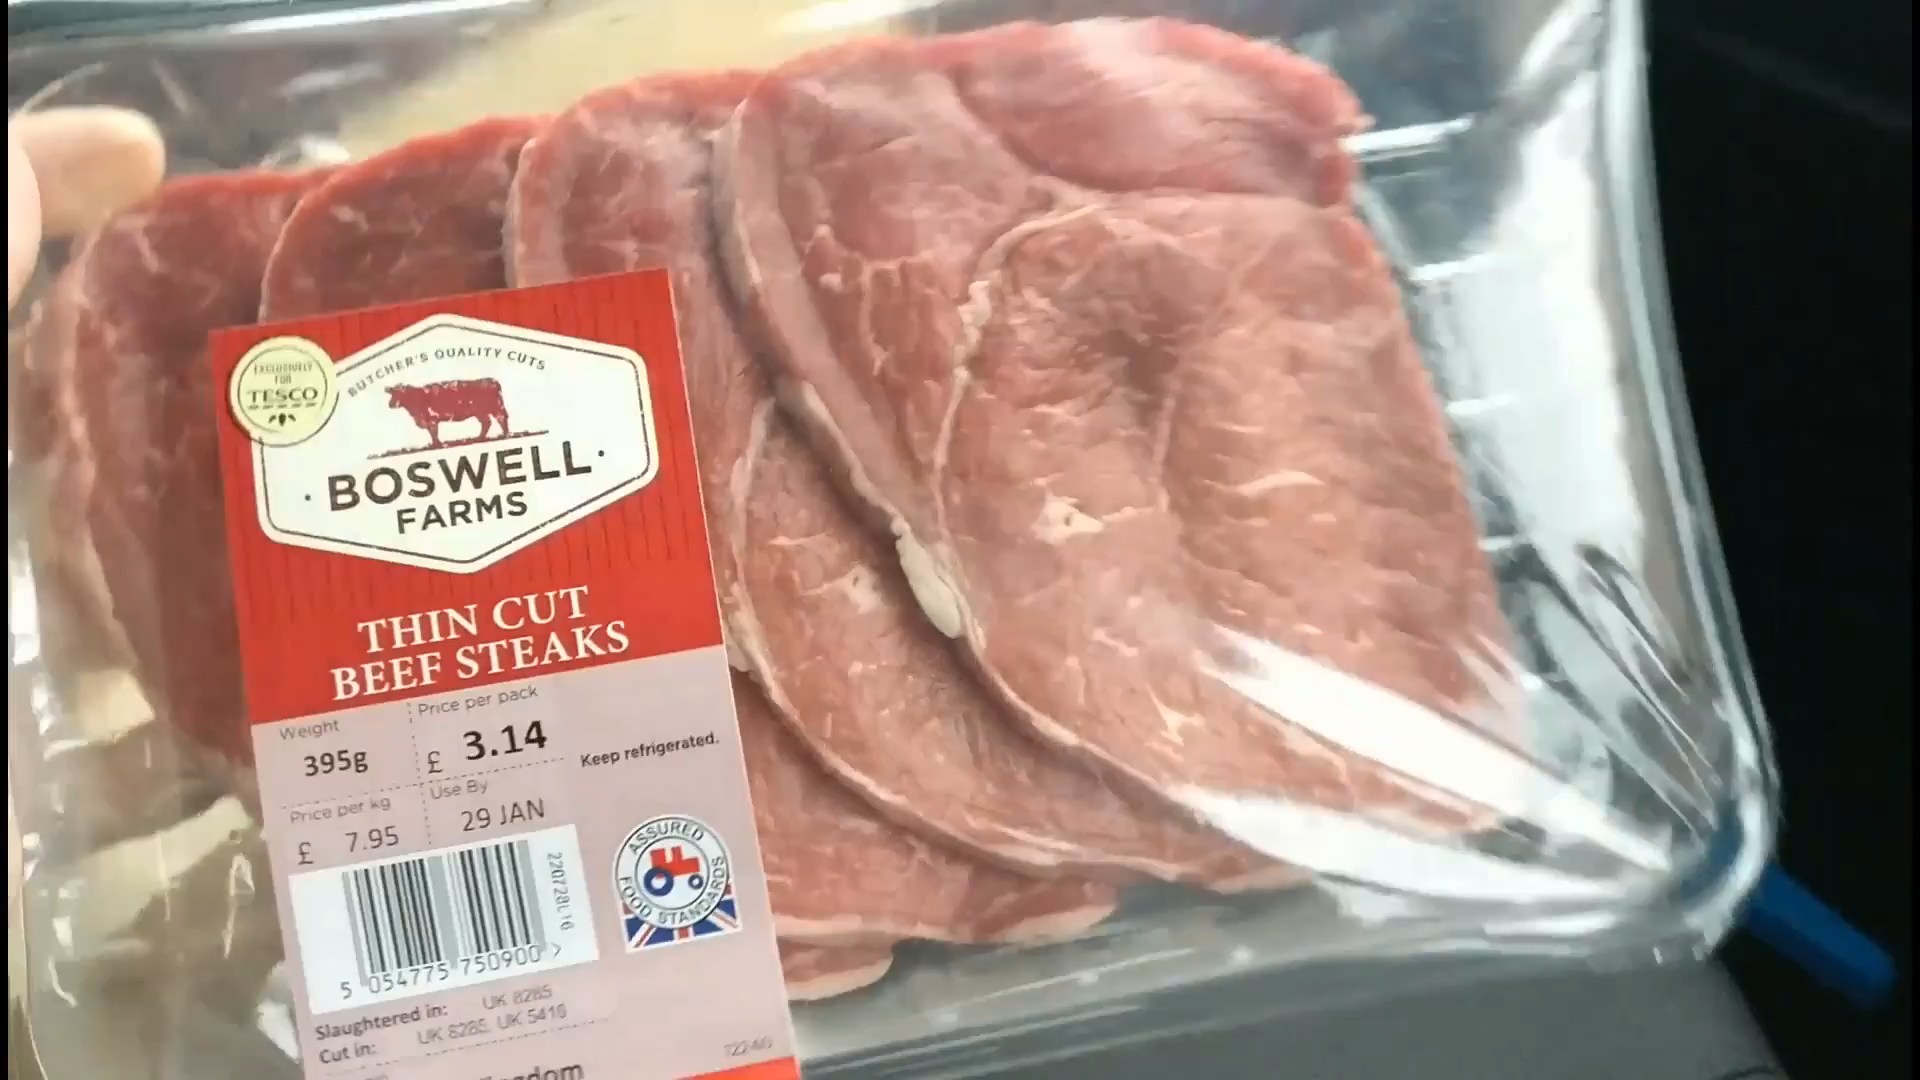 EXCLUSIVELY
FOR
TESCO
BUTCHER'S QUALITY CUTS
· BOSWELL ·
FARMS
THIN CUT
BEEF STEAKS
Weight
395g
Price per pack
£ 3.14
Keep refrigerated.
Price per kg
£ 7.95
Use By
29 JAN
5 054775 750900 >
ASSURED
FOOD STANDARDS
Slaughtered in: UK 8285
Cut in: UK 8285, UK 5410